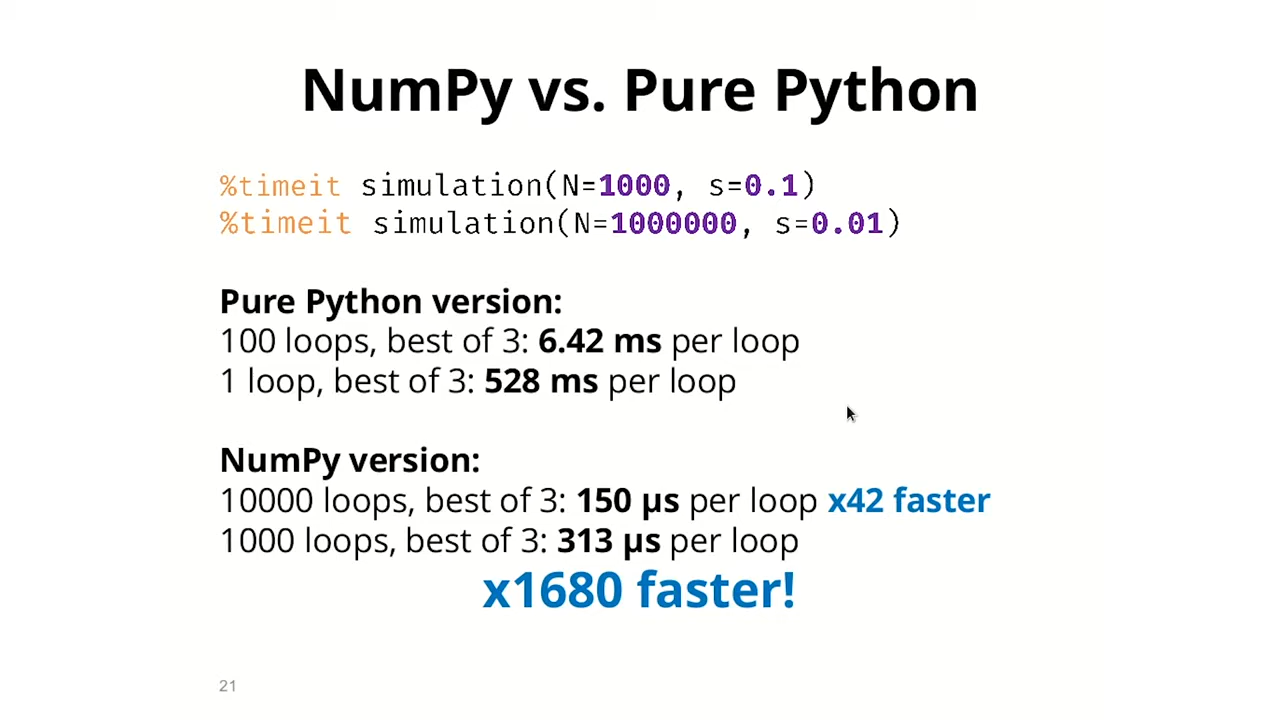 NumPy vs. Pure Python
%timeit simulation(N=1000, s=0.1)
%timeit simulation(N=1000000, s=0.01)
Pure Python version:
100 loops, best of 3: 6.42 ms per loop
1 loop, best of 3: 528 ms per loop
NumPy version:
10000 loops, best of 3: 150 µs per loop x42 faster
1000 loops, best of 3: 313 µs per loop
x1680 faster!
21